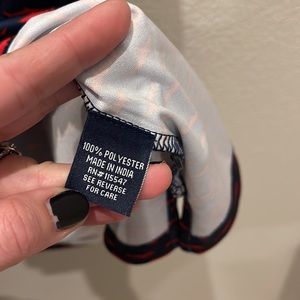 100% POLYESTER
MADE IN INDIA
RN#115547
SEE REVERSE
FOR CARE